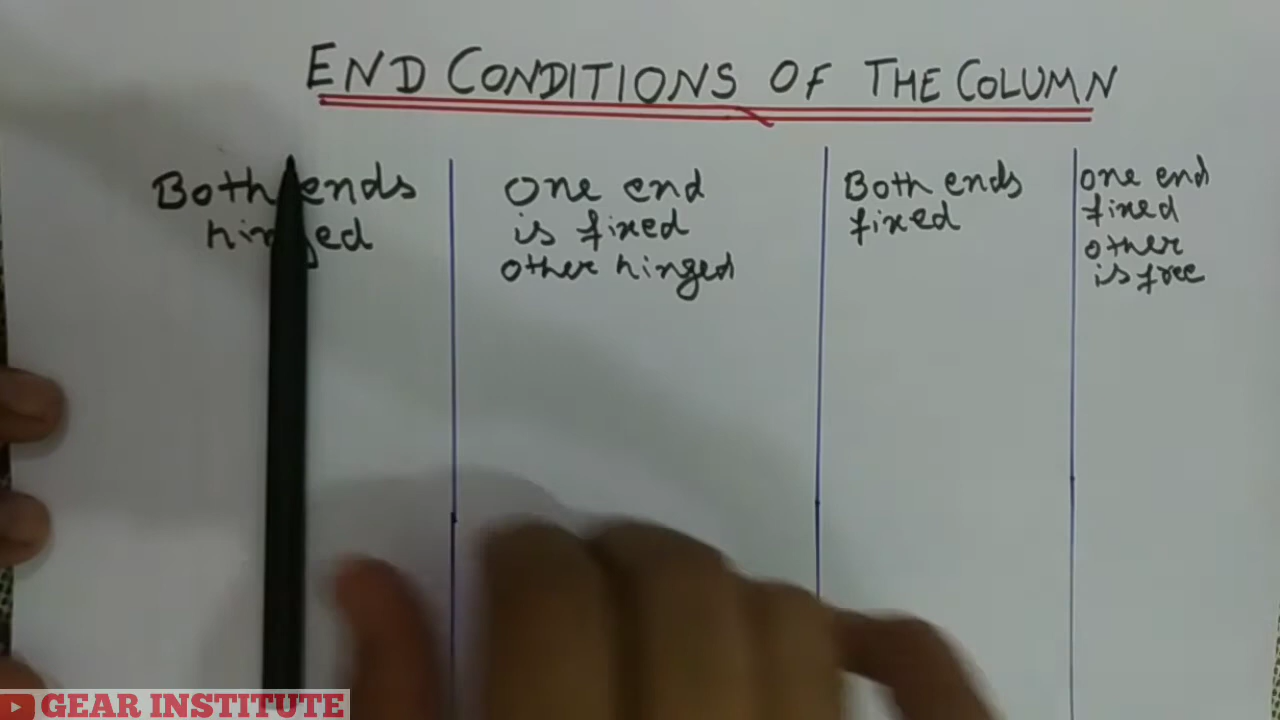 END CONDITIONS OF THE COLUMN
Both ends
hinged
One end
is fixed
other hinged
Both ends
fixed
one end
fixed
other
is free
GEAR INSTITUTE